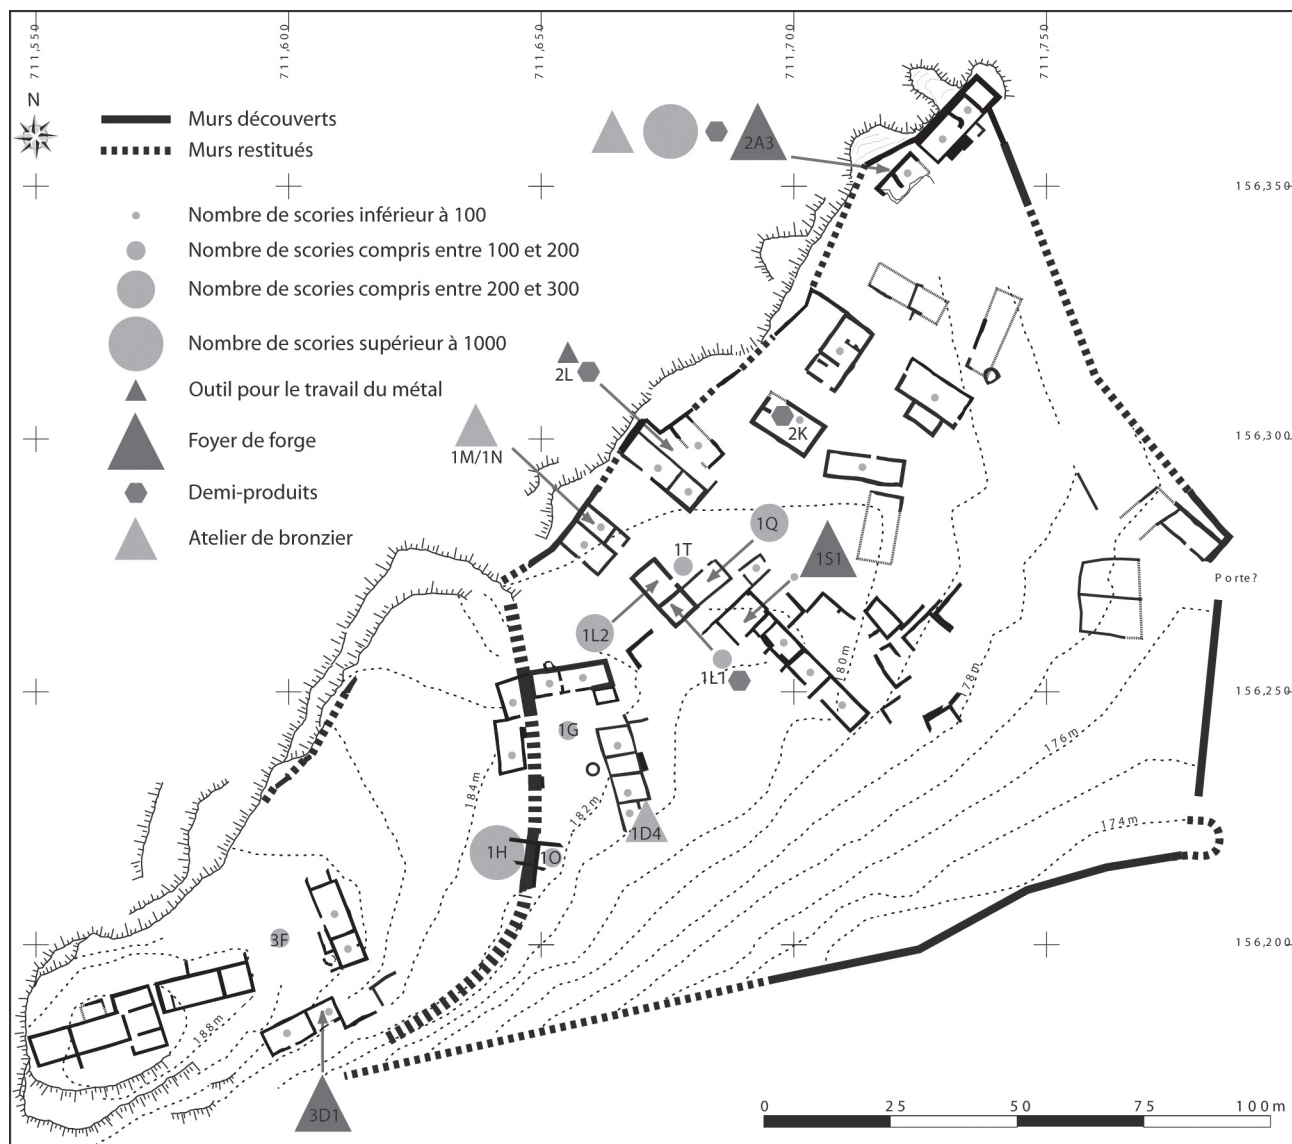 711,550
711,600
711,650
711,700
711,750
N
Murs découverts
Murs restitués
2A3
156,350
Nombre de scories inférieur à 100
Nombre de scories compris entre 100 et 200
Nombre de scories compris entre 200 et 300
Nombre de scories supérieur à 1000
Outil pour le travail du métal
2L
Foyer de forge
2K
156,300
1M/1N
Demi-produits
Atelier de bronzier
1Q
1T
1S1
Porte?
1L2
180m
178m
1L1
156,250
1G
176m
184m
182m
174m
1D4
1H
1O
3F
156,200
188m
3D1
0 25 50 75 100 m